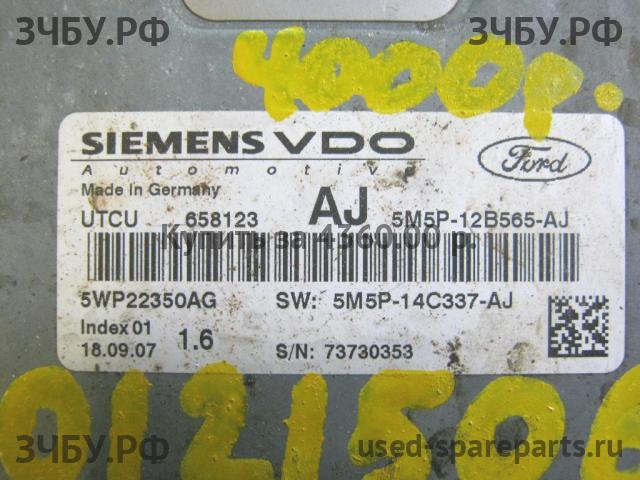 ЗЧБУ.РФ
ЗЧБУ.РФ
4000р.
SIEMENS VDO
Automotive
Ford
Made in Germany
UTCU 658123 AJ 5M5P-12B565-AJ
Купить за 4360.00 р.
5WP22350AG SW: 5M5P-14C337-AJ
Index 01
18.09.07 1.6 S/N: 73730353
0121506
ЗЧБУ.РФ
used-spareparts.ru